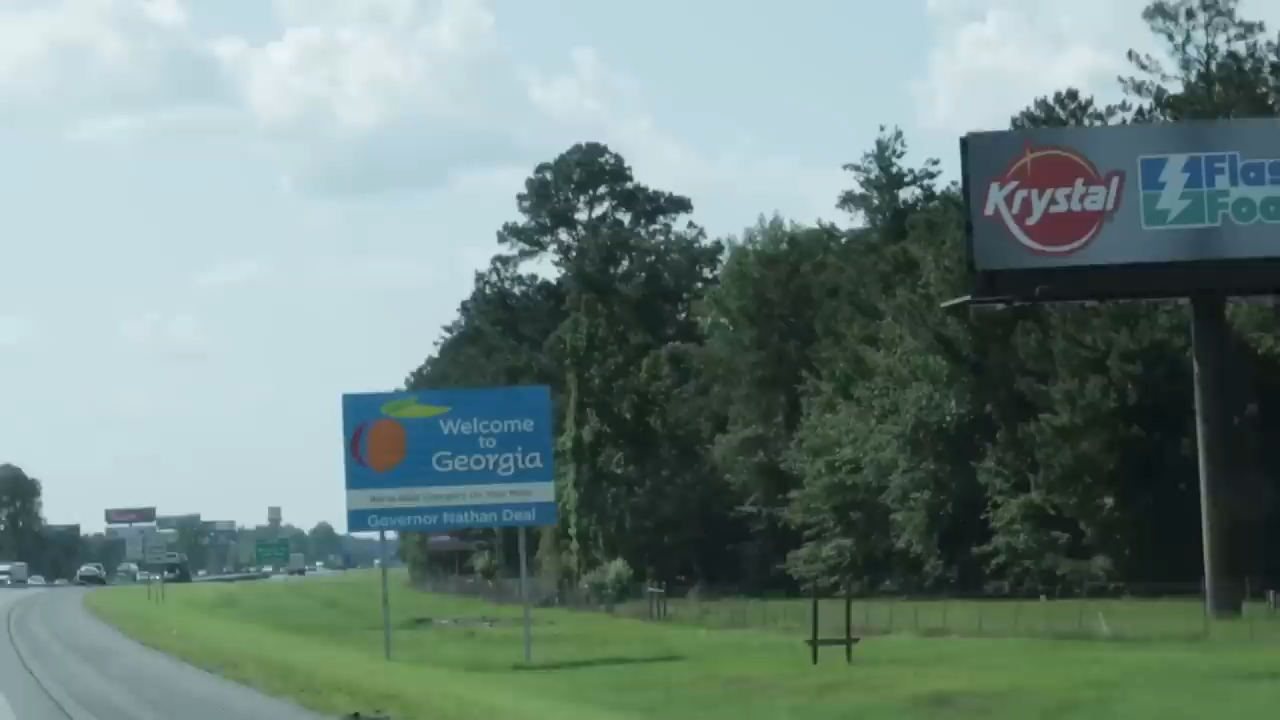 Welcome
to
Georgia
Governor Nathan Deal
Krystal
Flas
Foo